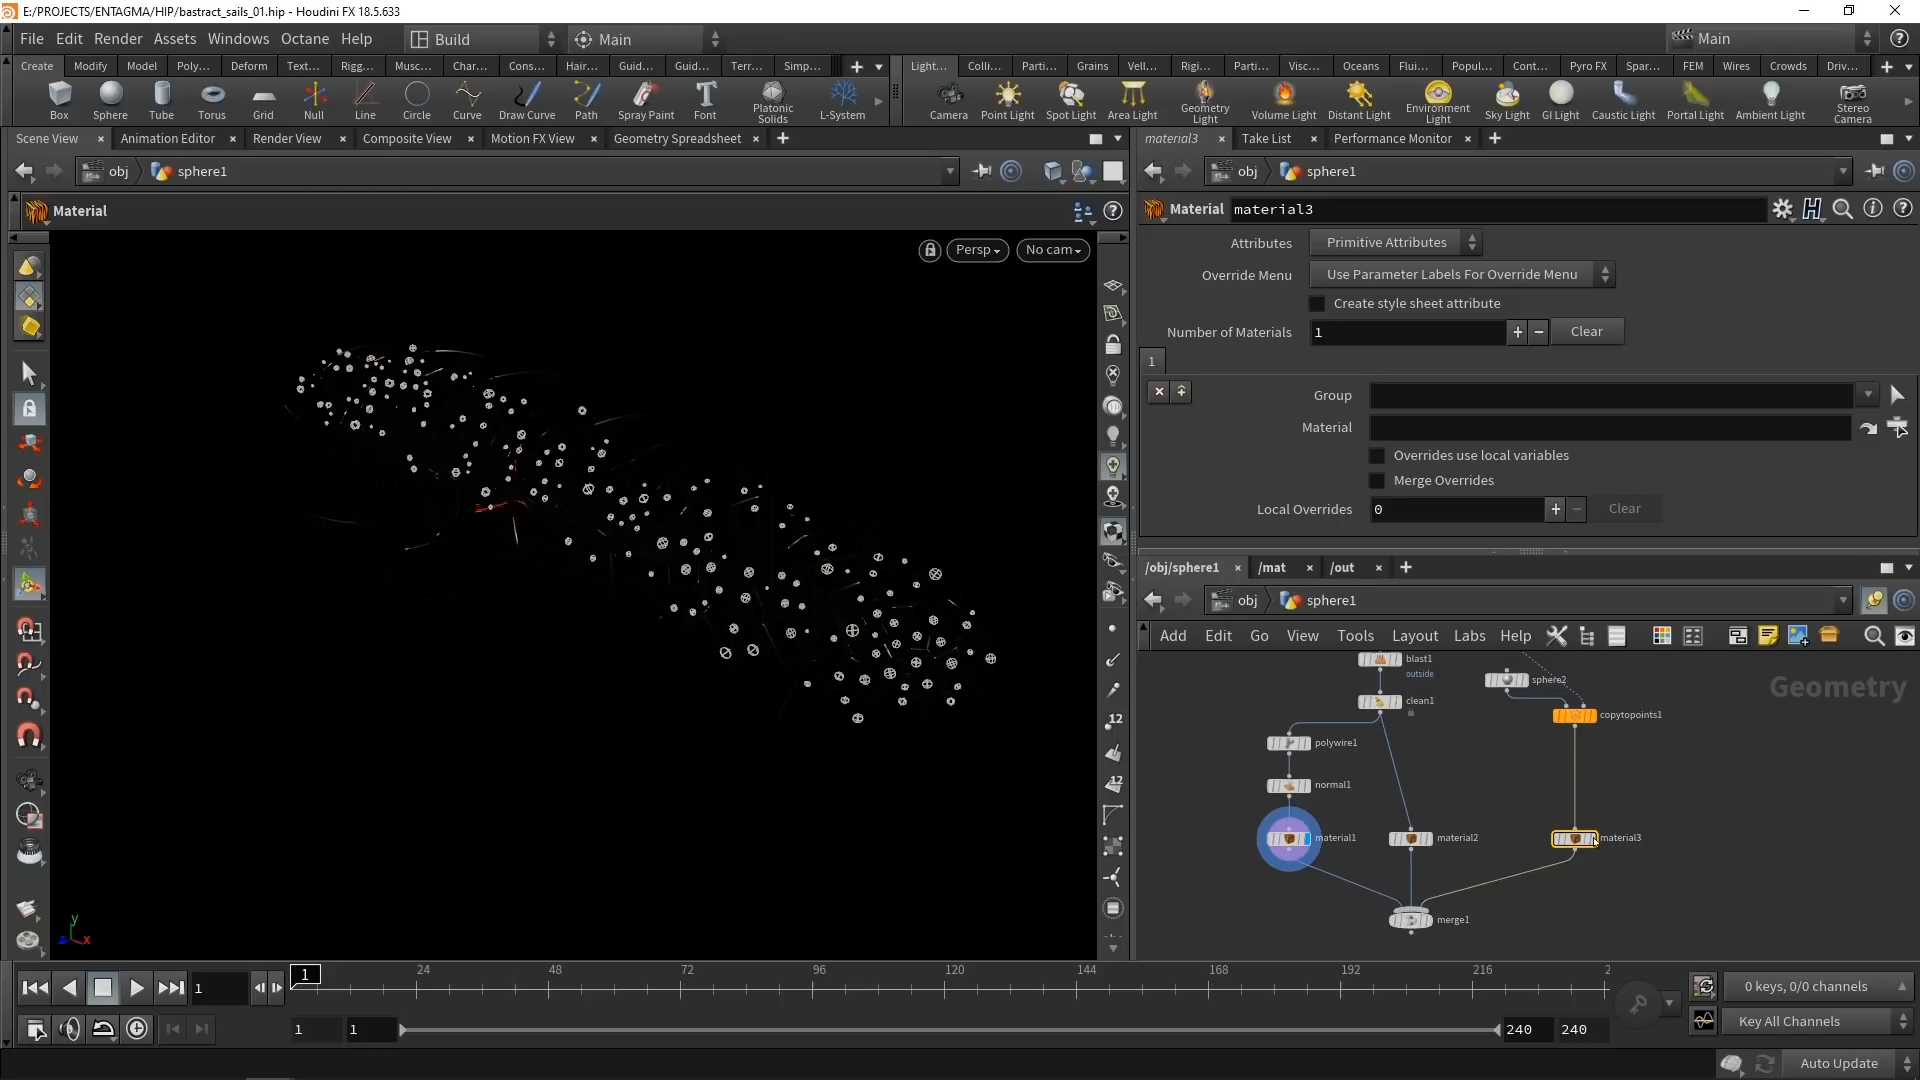 E:/PROJECTS/ENTAGMA/HIP/bastract_sails_01.hip - Houdini FX 18.5.633
File Edit Render Assets Windows Octane Help Build Main Main
Create Modify Model Poly... Deform Text... Rigg... Musc... Char... Cons... Hair... Guid... Guid... Terr... Simp... Light... Colli... Parti... Grains Vell... Rigi... Parti... Visc... Oceans Flui... Popul... Cont... Pyro FX Spar... FEM Wires Crowds Driv...
Box Sphere Tube Torus Grid Null Line Circle Curve Draw Curve Path Spray Paint Font Platonic Solids L-System Camera Point Light Spot Light Area Light Geometry Light Volume Light Distant Light Environment Light Sky Light GI Light Caustic Light Portal Light Ambient Light Stereo Camera
Scene View Animation Editor Render View Composite View Motion FX View Geometry Spreadsheet
obj sphere1
Material
Persp No cam
material3 Take List Performance Monitor
obj sphere1
Material material3
Attributes Primitive Attributes
Override Menu Use Parameter Labels For Override Menu
Create style sheet attribute
Number of Materials 1 Clear
1
Group
Material
Overrides use local variables
Merge Overrides
Local Overrides 0 Clear
/obj/sphere1 /mat /out
obj sphere1
Add Edit Go View Tools Layout Labs Help
Geometry
blast1
outside
sphere2
clean1
copytopoints1
polywire1
normal1
material1 material2 material3
merge1
12
12
y
z x
1 1 24 48 72 96 120 144 168 192 216 2
1 1 240 240
0 keys, 0/0 channels
Key All Channels
Auto Update